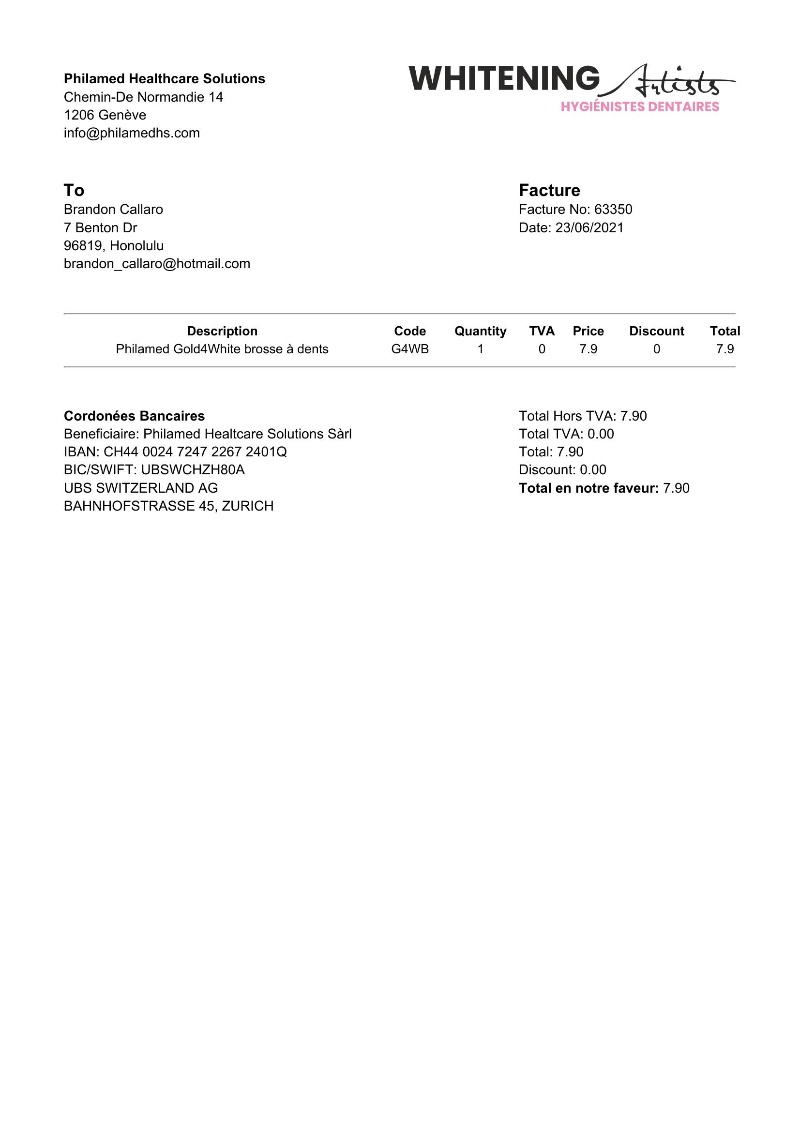 Philamed Healthcare Solutions
Chemin-De Normandie 14
1206 Genève
info@philamedhs.com
WHITENING Artists
HYGIÉNISTES DENTAIRES
To
Brandon Callaro
7 Benton Dr
96819, Honolulu
brandon_callaro@hotmail.com
Facture
Facture No: 63350
Date: 23/06/2021
Description Code Quantity TVA Price Discount Total
Philamed Gold4White brosse à dents G4WB 1 0 7.9 0 7.9
Cordonées Bancaires
Beneficiaire: Philamed Healtcare Solutions Sàrl
IBAN: CH44 0024 7247 2267 2401Q
BIC/SWIFT: UBSWCHZH80A
UBS SWITZERLAND AG
BAHNHOFSTRASSE 45, ZURICH
Total Hors TVA: 7.90
Total TVA: 0.00
Total: 7.90
Discount: 0.00
Total en notre faveur: 7.90